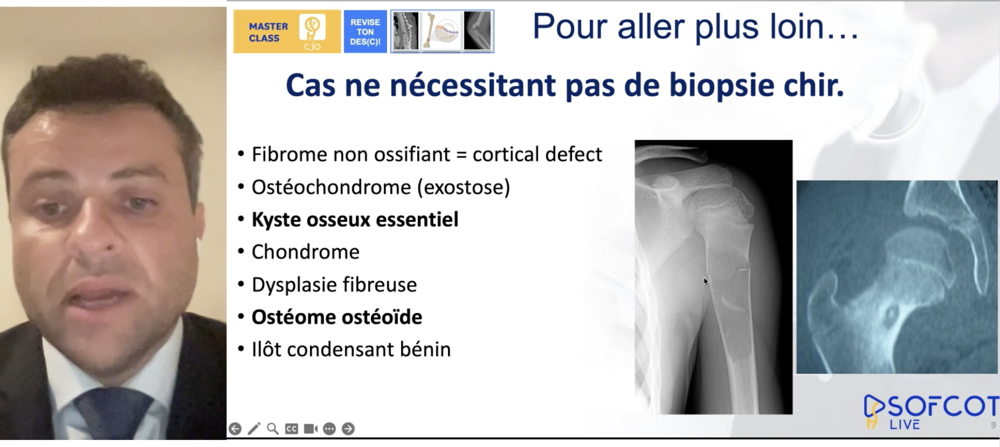 MASTER
CLASS
cjo
REVISE
TON
DES(C)!
Pour aller plus loin…
Cas ne nécessitant pas de biopsie chir.
• Fibrome non ossifiant = cortical defect
• Ostéochondrome (exostose)
• Kyste osseux essentiel
• Chondrome
• Dysplasie fibreuse
• Ostéome ostéoïde
• Ilôt condensant bénin
CC
SOFCOT
LIVE
9